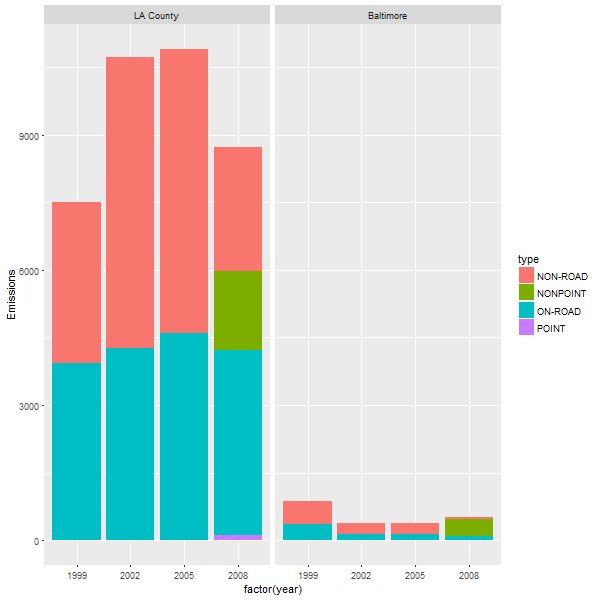 LA County
Baltimore
Emissions
9000
6000
3000
0
1999
2002
2005
2008
1999
2002
2005
2008
factor(year)
type
NON-ROAD
NONPOINT
ON-ROAD
POINT